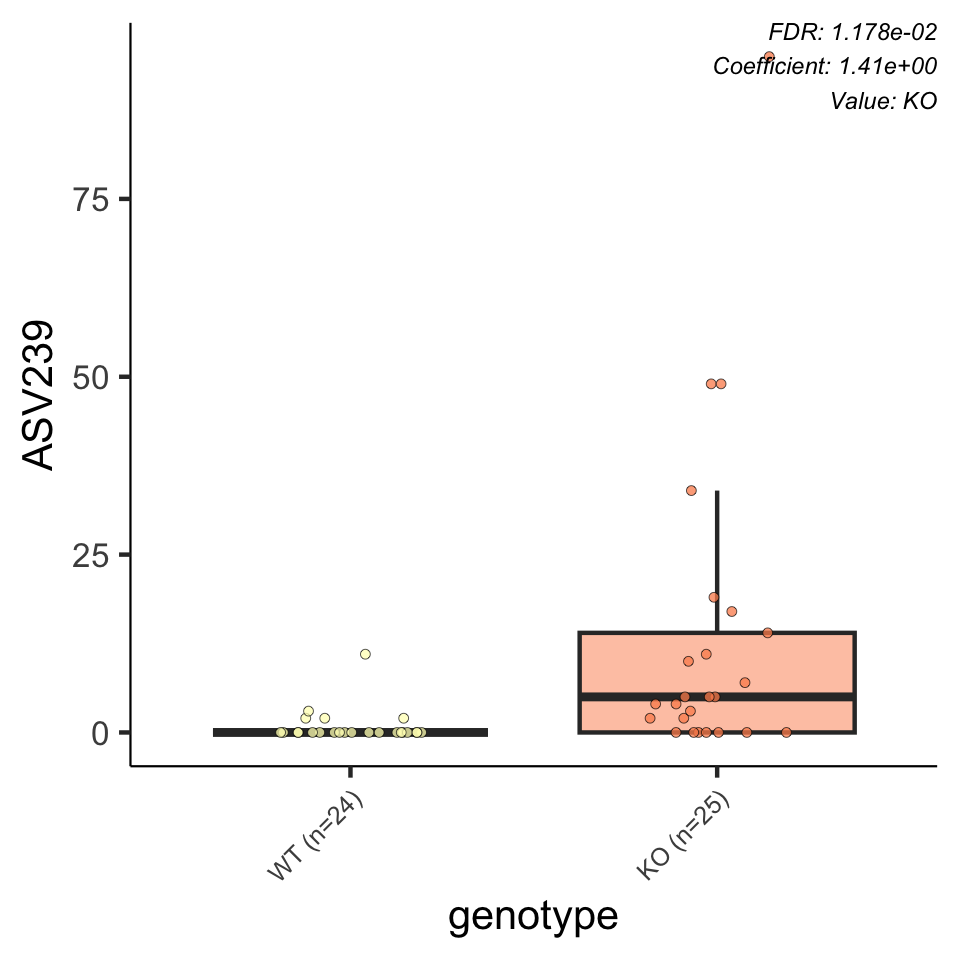 FDR: 1.178e-02
Coefficient: 1.41e+00
Value: KO
75
50
25
0
ASV239
WT (n=24)
KO (n=25)
genotype